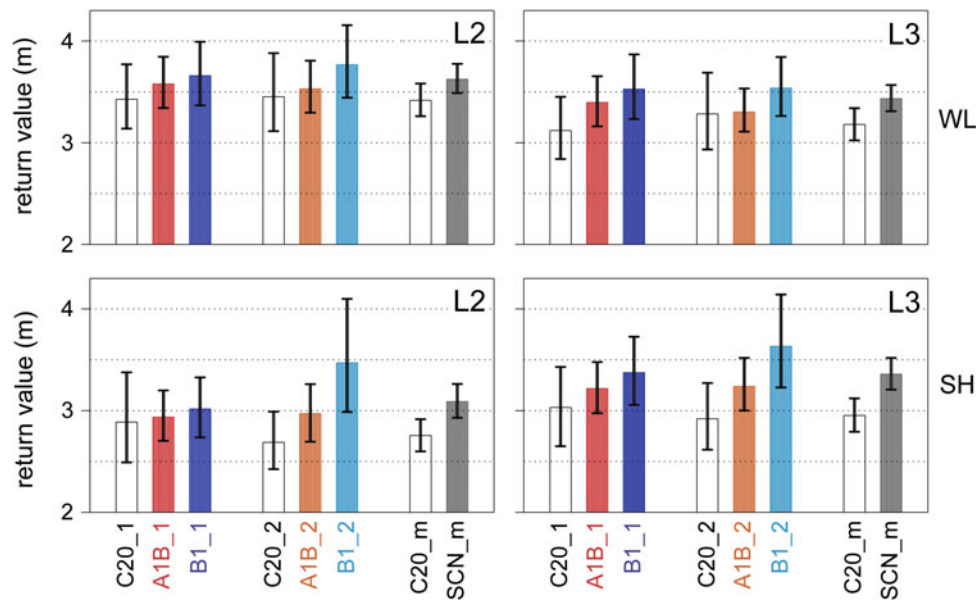 L2
L3
return value (m)
4
3
2
WL
L2
L3
return value (m)
4
3
2
SH
C20_1
A1B_1
B1_1
C20_2
A1B_2
B1_2
C20_m
SCN_m
C20_1
A1B_1
B1_1
C20_2
A1B_2
B1_2
C20_m
SCN_m